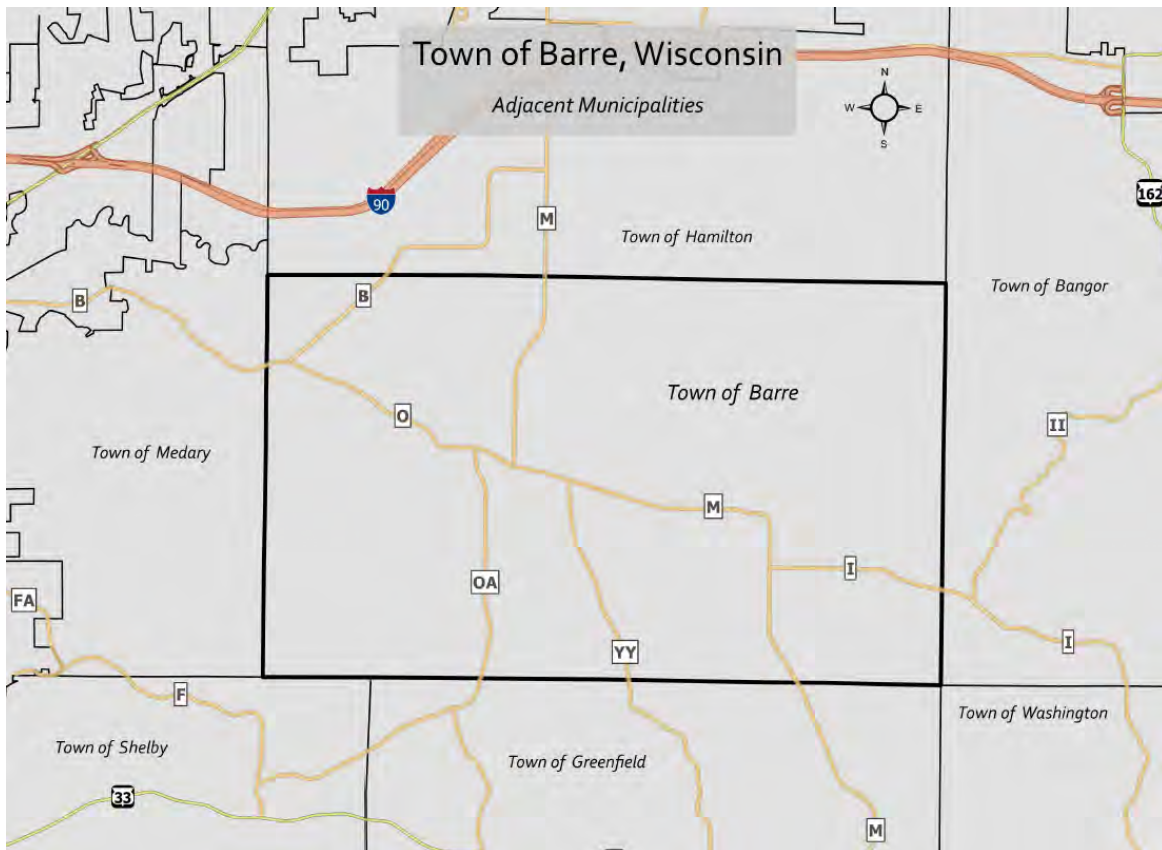 Town of Barre, Wisconsin
Adjacent Municipalities
N
W E
S
162
90
M
Town of Hamilton
Town of Bangor
B
B
Town of Barre
O
II
Town of Medary
M
I
OA
FA
I
YY
F
Town of Washington
Town of Shelby
Town of Greenfield
33
M